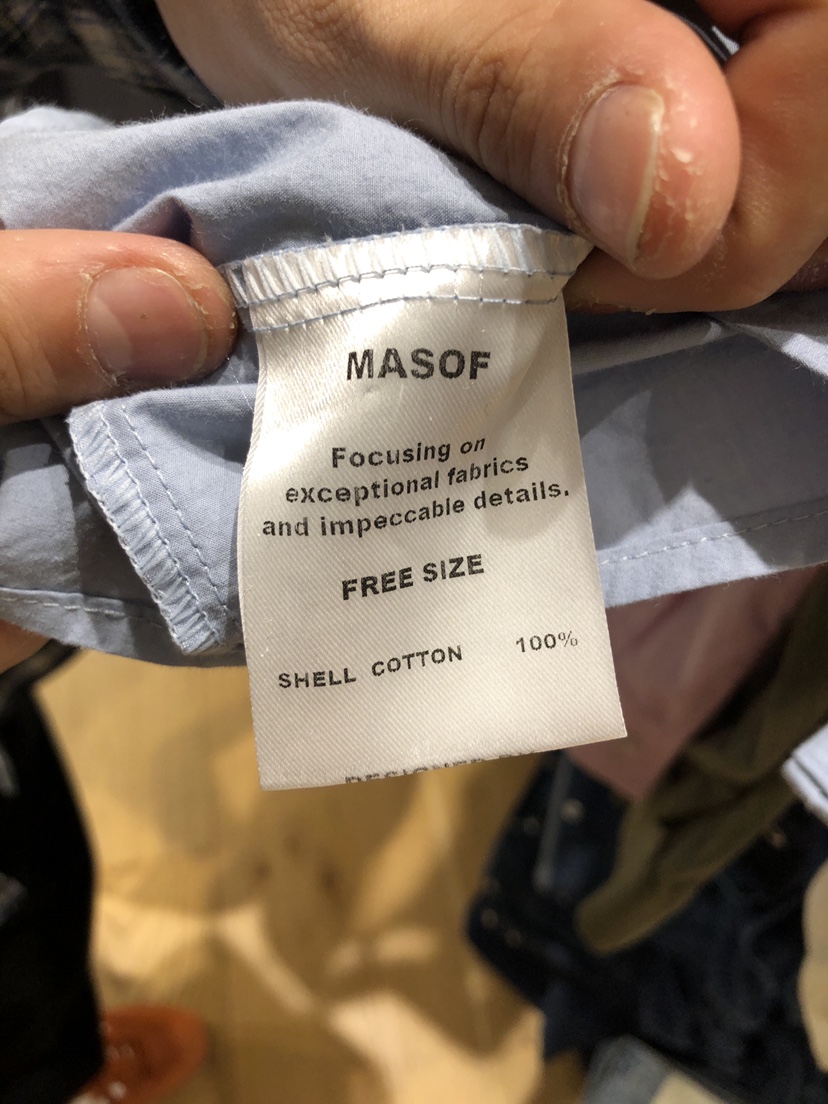 MASOF
Focusing on
exceptional fabrics
and impeccable details.
FREE SIZE
SHELL COTTON 100%